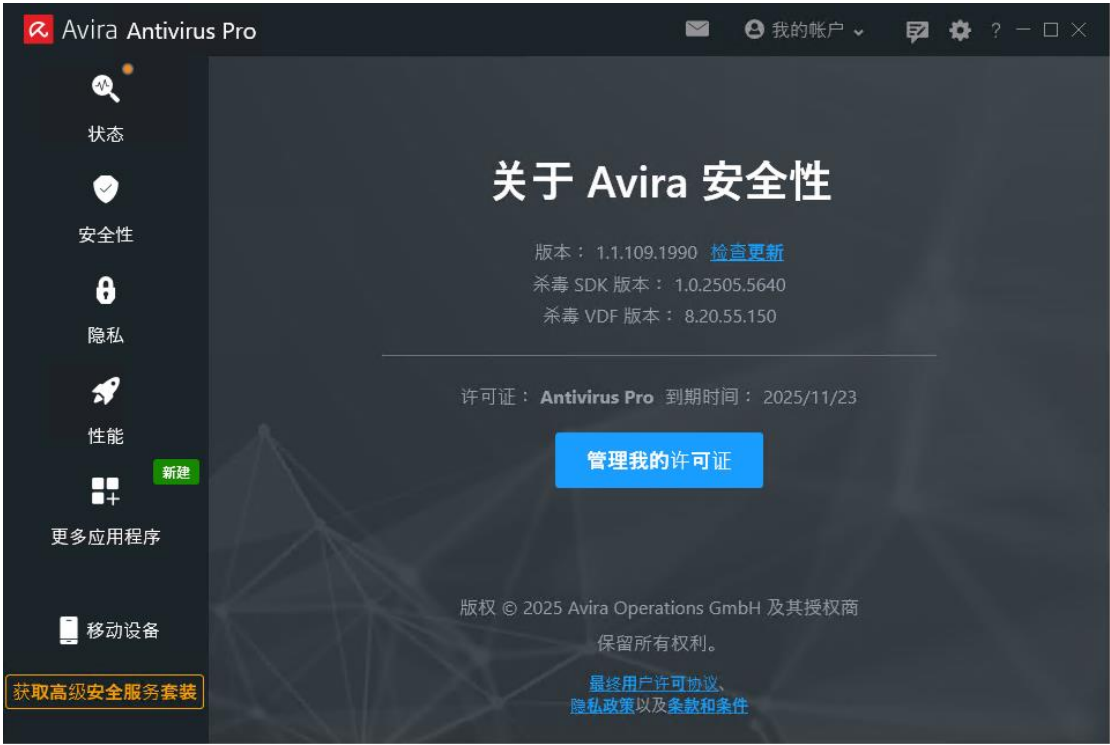 Avira Antivirus Pro
我的帐户
?
状态
安全性
隐私
性能
新建
更多应用程序
移动设备
获取高级安全服务套装
关于 Avira 安全性
版本： 1.1.109.1990 检查更新
杀毒 SDK 版本： 1.0.2505.5640
杀毒 VDF 版本： 8.20.55.150
许可证： Antivirus Pro 到期时间： 2025/11/23
管理我的许可证
版权 © 2025 Avira Operations GmbH 及其授权商
保留所有权利。
最终用户许可协议、
隐私政策以及条款和条件